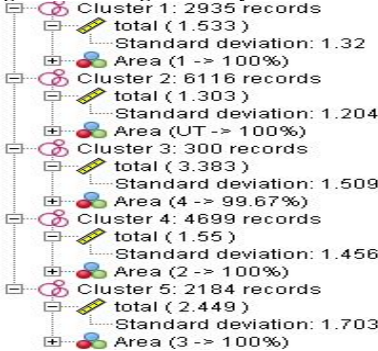 Cluster 1: 2935 records
total ( 1.533 )
Standard deviation: 1.32
Area (1 -> 100%)
Cluster 2: 6116 records
total ( 1.303 )
Standard deviation: 1.204
Area (UT -> 100%)
Cluster 3: 300 records
total ( 3.383 )
Standard deviation: 1.509
Area (4 -> 99.67%)
Cluster 4: 4699 records
total ( 1.55 )
Standard deviation: 1.456
Area (2 -> 100%)
Cluster 5: 2184 records
total ( 2.449 )
Standard deviation: 1.703
Area (3 -> 100%)